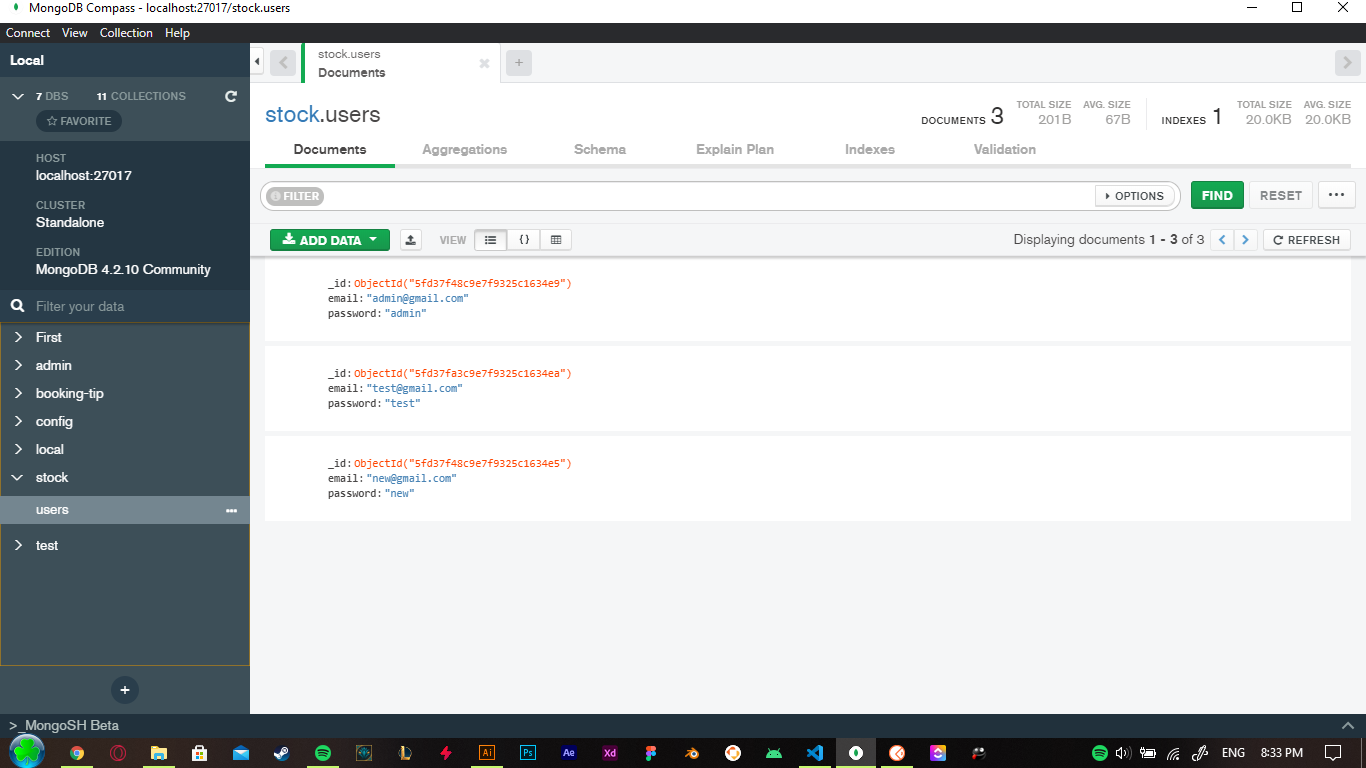 MongoDB Compass - localhost:27017/stock.users
Connect View Collection Help
Local
7 DBS 11 COLLECTIONS
FAVORITE
HOST
localhost:27017
CLUSTER
Standalone
EDITION
MongoDB 4.2.10 Community
Filter your data
First
admin
booking-tip
config
local
stock
users
test
stock.users
Documents
stock.users
DOCUMENTS 3
TOTAL SIZE AVG. SIZE
201B 67B
INDEXES 1
TOTAL SIZE AVG. SIZE
20.0KB 20.0KB
Documents Aggregations Schema Explain Plan Indexes Validation
FILTER OPTIONS FIND RESET
ADD DATA VIEW {} Displaying documents 1 - 3 of 3 REFRESH
_id: ObjectId("5fd37f48c9e7f9325c1634e9")
email: "admin@gmail.com"
password: "admin"
_id: ObjectId("5fd37fa3c9e7f9325c1634ea")
email: "test@gmail.com"
password: "test"
_id: ObjectId("5fd37f48c9e7f9325c1634e5")
email: "new@gmail.com"
password: "new"
>_MongoSH Beta
Ai Ps Ae Xd ENG 8:33 PM